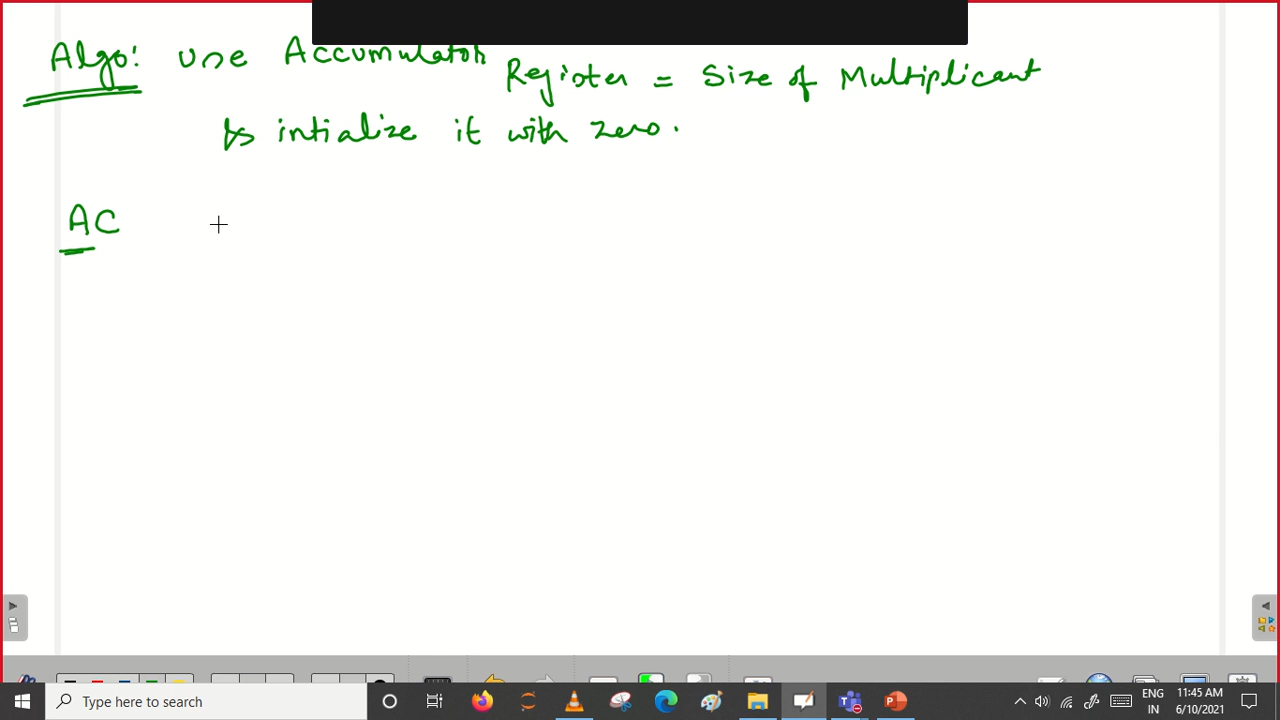 Algo: use Accumulator Register = Size of Multiplicant
& intialize it with zero.
AC
Type here to search
ENG
IN
11:45 AM
6/10/2021